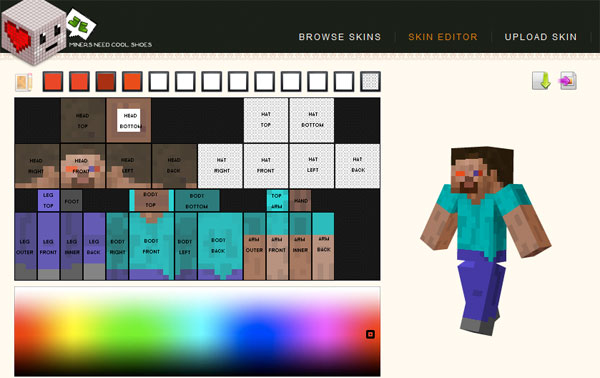 MINERS NEED COOL SHOES
BROWSE SKINS
SKIN EDITOR
UPLOAD SKIN
HEAD TOP
HEAD BOTTOM
HAT TOP
HAT BOTTOM
HEAD RIGHT
HEAD FRONT
HEAD LEFT
HEAD BACK
HAT RIGHT
HAT FRONT
HAT LEFT
HAT BACK
LEG TOP
FOOT
BODY TOP
BODY BOTTOM
TOP ARM
HAND
LEG OUTER
LEG FRONT
LEG INNER
LEG BACK
BODY RIGHT
BODY FRONT
BODY LEFT
BODY BACK
ARM OUTER
ARM FRONT
ARM INNER
ARM BACK